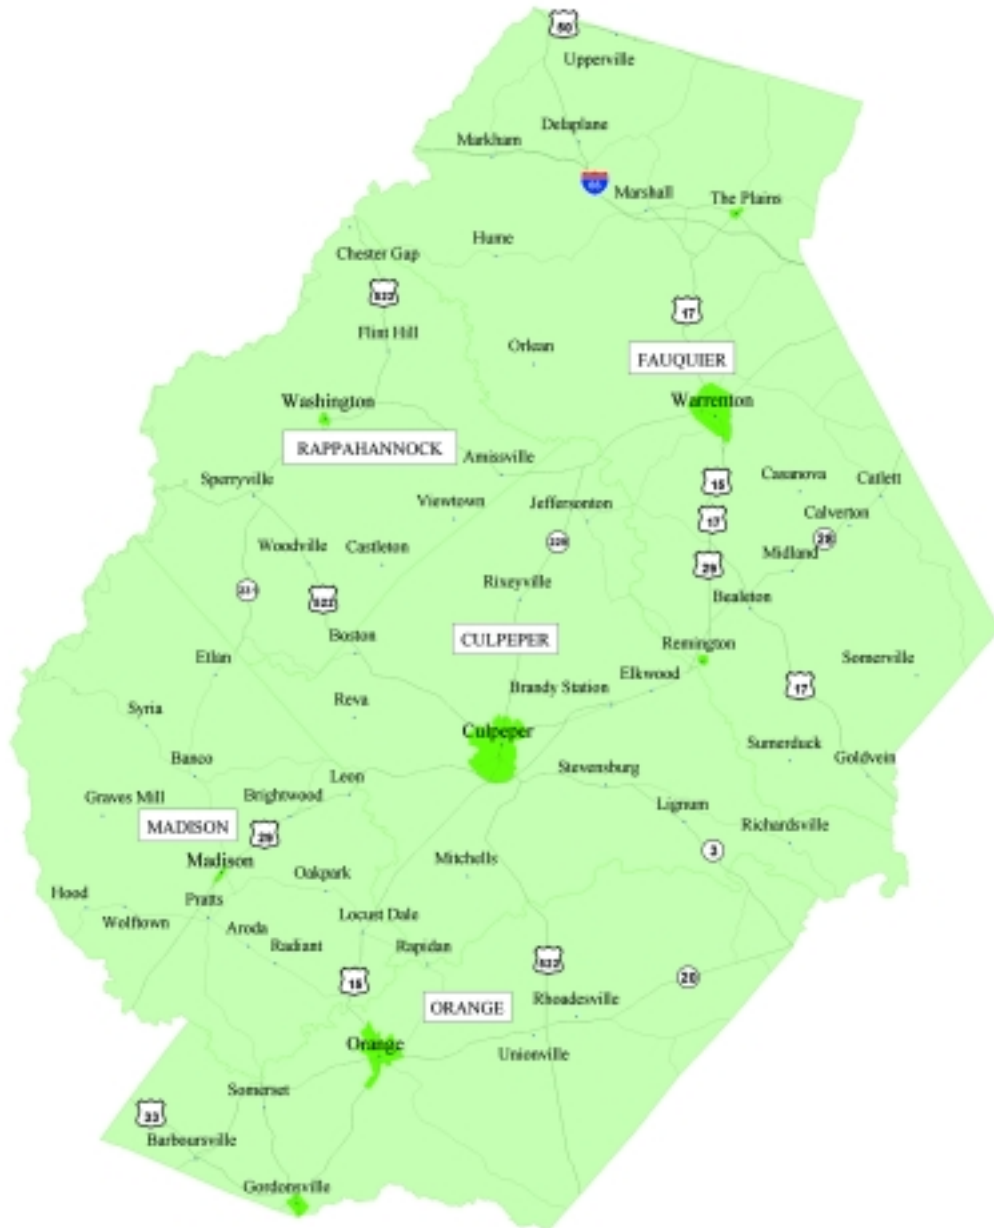 50
Upperville
Delaplane
Markham
66
Marshall
The Plains
Hume
Chester Gap
522
17
Flint Hill
Orlean
FAUQUIER
Washington
Warrenton
RAPPAHANNOCK
Amissville
Sperryville
15
Casanova
Catlett
Viewtown
Jeffersonton
17
Calverton
28
229
Woodville
Castleton
Midland
29
Rixeyville
231
522
Bealeton
Boston
CULPEPER
Remington
Etlan
Somerville
Elkwood
Brandy Station
17
Reva
Syria
Culpeper
Sumerduck
Goldvein
Banco
Stevensburg
Leon
Graves Mill
Brightwood
Lignum
MADISON
29
Richardsville
3
Madison
Mitchells
Oakpark
Hood
Pratts
Wolftown
Locust Dale
Aroda
Radiant
Rapidan
522
15
20
Rhoadesville
ORANGE
Orange
Unionville
Somerset
33
Barboursville
Gordonsville